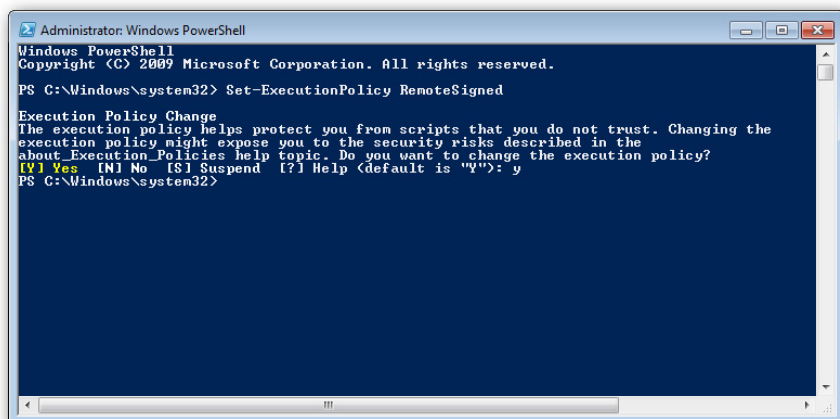 Administrator: Windows PowerShell
Windows PowerShell
Copyright (C) 2009 Microsoft Corporation. All rights reserved.
PS C:\Windows\system32> Set-ExecutionPolicy RemoteSigned
Execution Policy Change
The execution policy helps protect you from scripts that you do not trust. Changing the
execution policy might expose you to the security risks described in the
about_Execution_Policies help topic. Do you want to change the execution policy?
[Y] Yes  [N] No  [S] Suspend  [?] Help (default is "Y"): y
PS C:\Windows\system32>